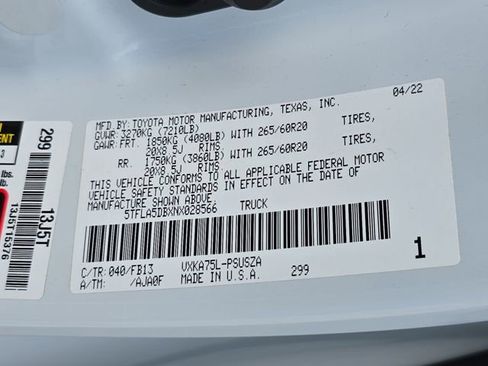 MFD.BY:TOYOTA MOTOR MANUFACTURING, TEXAS, INC. 04/22
GVWR: 3270KG (7210LB)
GAWR: FRT. 1850KG (4080LB) WITH 265/60R20 TIRES,
20X8.5J RIMS
RR. 1750KG (3860LB) WITH 265/60R20 TIRES,
20X8.5J RIMS
THIS VEHICLE CONFORMS TO ALL APPLICABLE FEDERAL MOTOR
VEHICLE SAFETY STANDARDS IN EFFECT ON THE DATE OF
MANUFACTURE SHOWN ABOVE.
5TFLA5DBXNX028566 TRUCK
C/TR:040/FB13 VXKA75L-PSUSZA 1
A/TM: /AJA0F MADE IN U.S.A. 299
299 13J5T
13J5T15376
lbs.
lb.